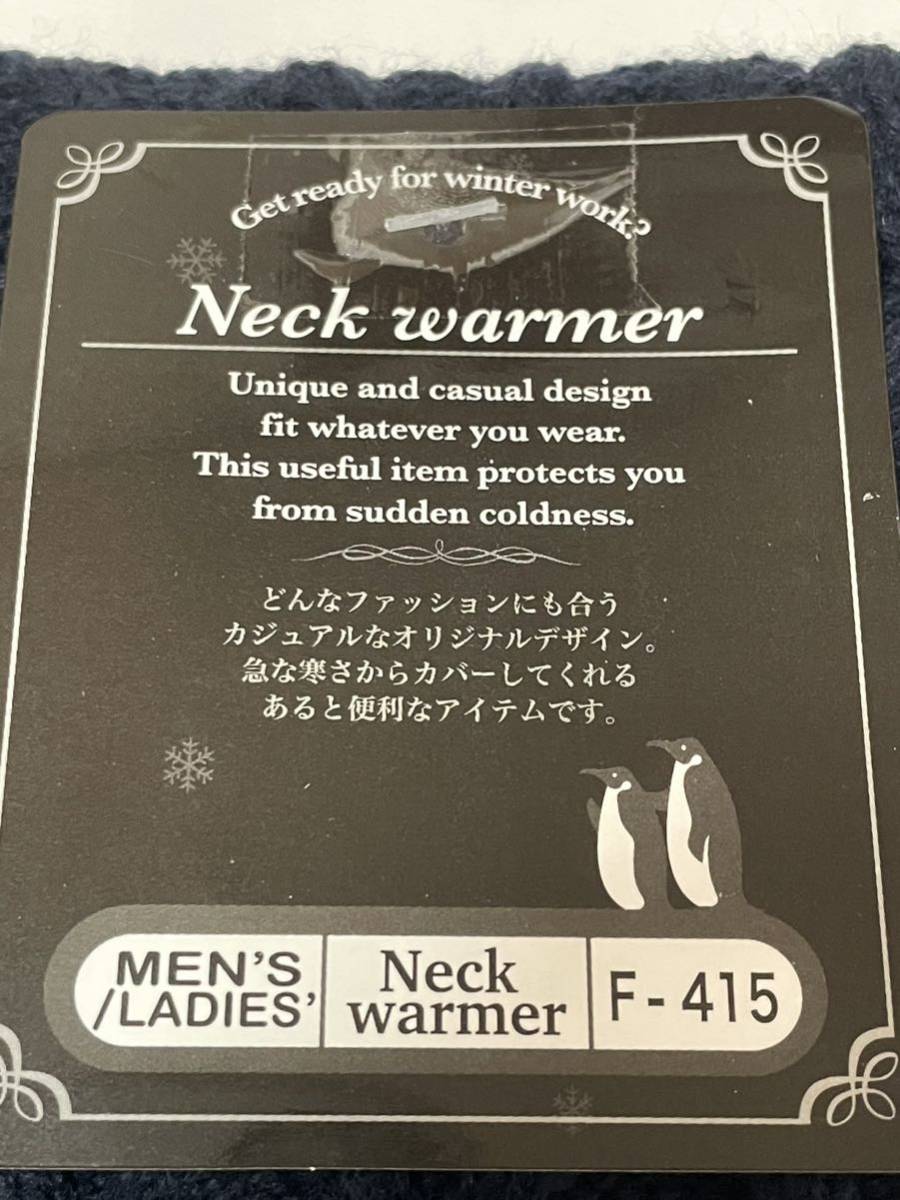 Get ready for winter work?
Neck warmer
Unique and casual design
fit whatever you wear.
This useful item protects you
from sudden coldness.
どんなファッションにも合う
カジュアルなオリジナルデザイン。
急な寒さからカバーしてくれる
あると便利なアイテムです。
MEN'S
/LADIES'
Neck
warmer
F-415